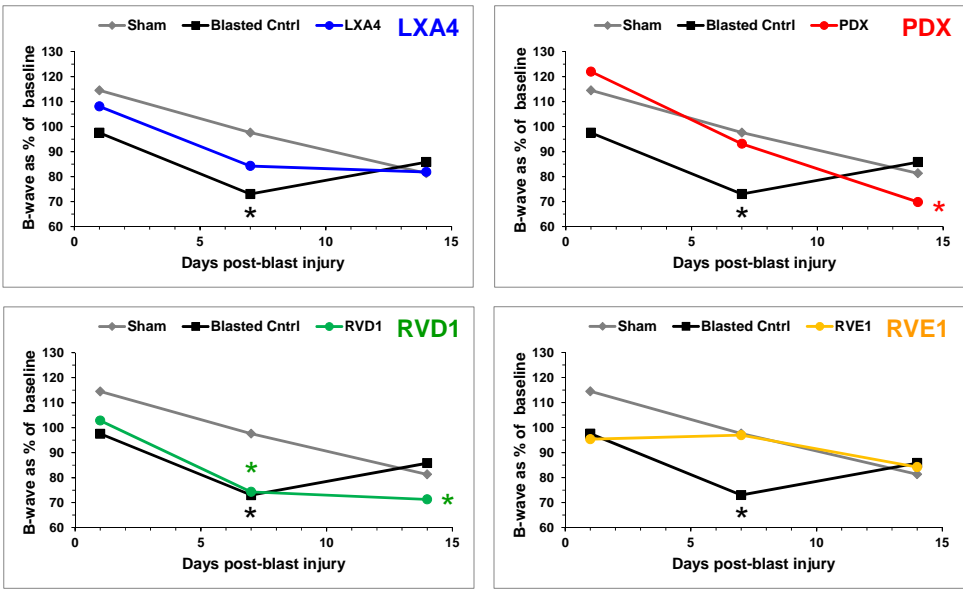 Sham Blasted Cntrl LXA4 LXA4
B-wave as % of baseline
130
120
110
100
90
80
70
60
*
0 5 10 15
Days post-blast injury
Sham Blasted Cntrl PDX PDX
B-wave as % of baseline
130
120
110
100
90
80
70
60
*
*
0 5 10 15
Days post-blast injury
Sham Blasted Cntrl RVD1 RVD1
B-wave as % of baseline
130
120
110
100
90
80
70
60
*
*
*
0 5 10 15
Days post-blast injury
Sham Blasted Cntrl RVE1 RVE1
B-wave as % of baseline
130
120
110
100
90
80
70
60
*
0 5 10 15
Days post-blast injury